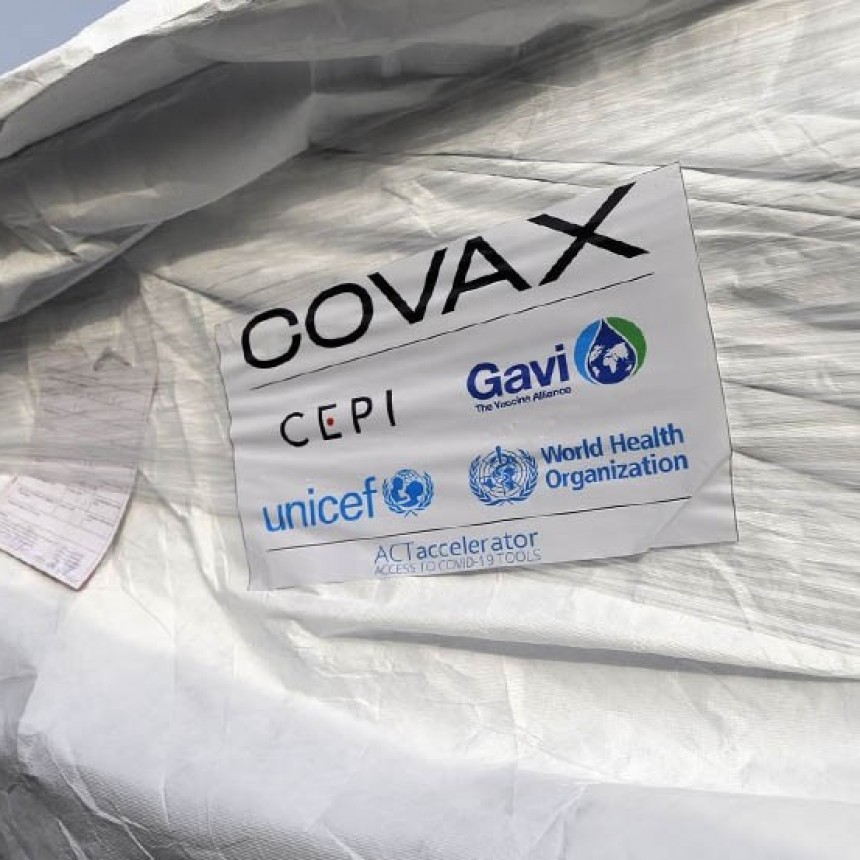 COVAX
CEPI
Gavi
The Vaccine Alliance
unicef
World Health
Organization
ACTaccelerator
ACCESS TO COVID-19 TOOLS